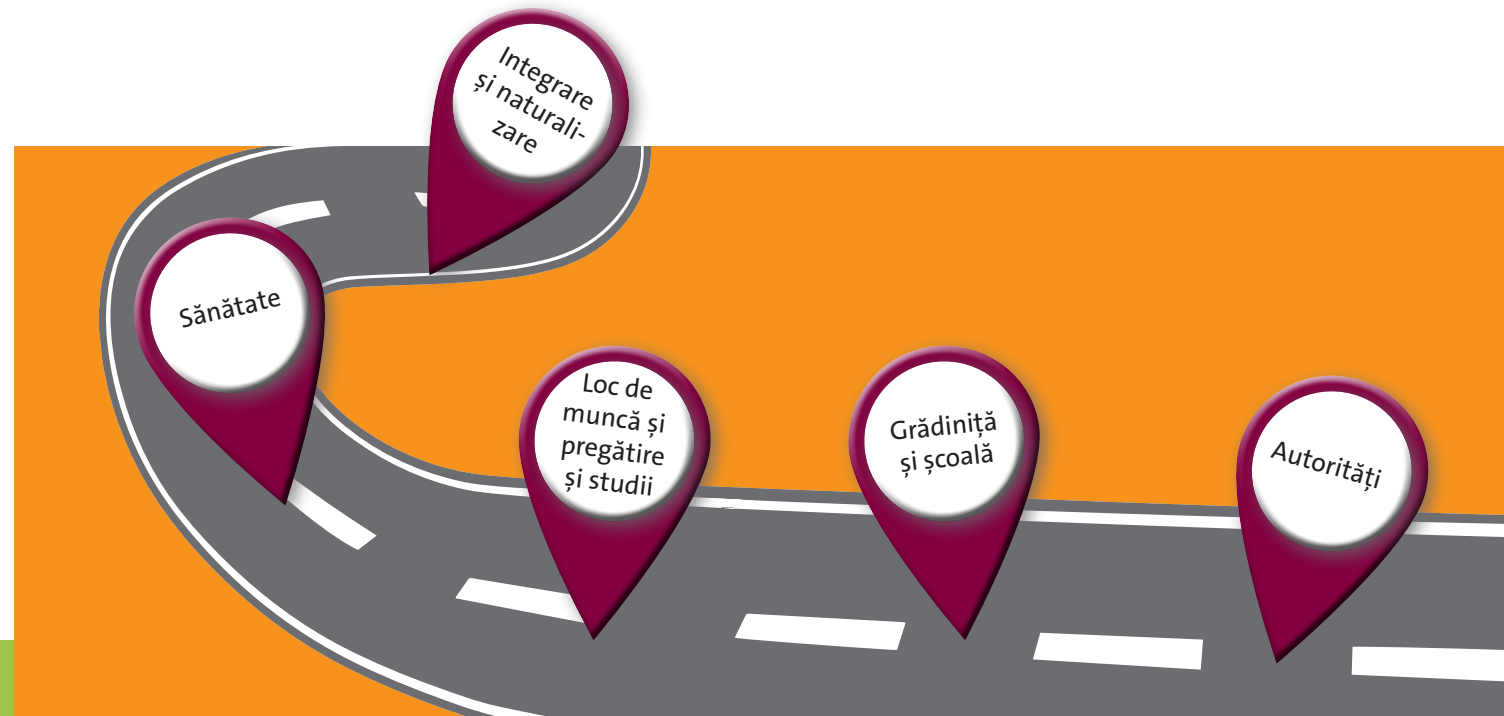 Integrare
și naturali-
zare
Sănătate
Loc de
muncă și
pregătire
și studii
Grădiniță
și școală
Autorități